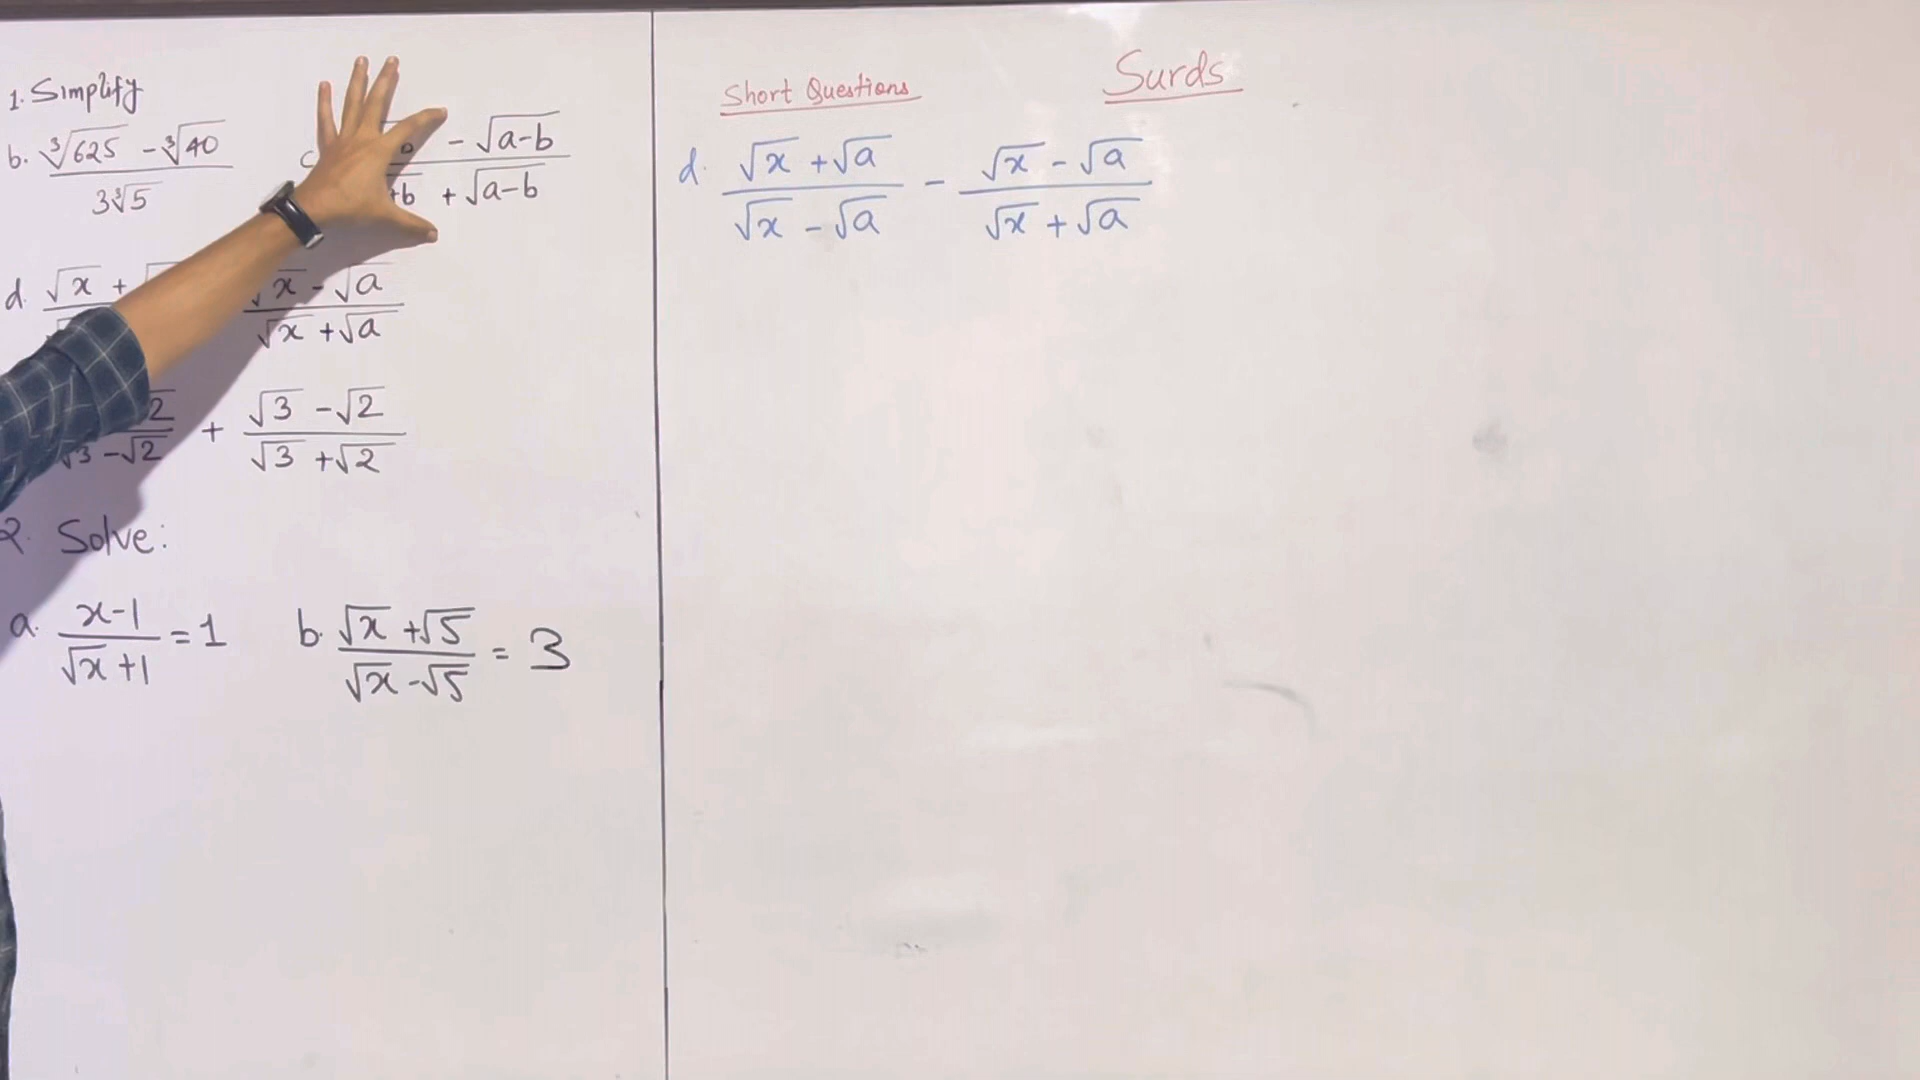 1. Simplify
b. (∛625 - ∛40) / (3∛5)
c - √(a-b) / +b + √(a-b)
d. √x + √x - √a / √x + √a
2 / √3 - √2 + (√3 - √2) / (√3 + √2)
2. Solve:
a. (x-1) / (√x + 1) = 1 b. (√x + √5) / (√x - √5) = 3
Short Questions Surds
d. (√x + √a) / (√x - √a) - (√x - √a) / (√x + √a)